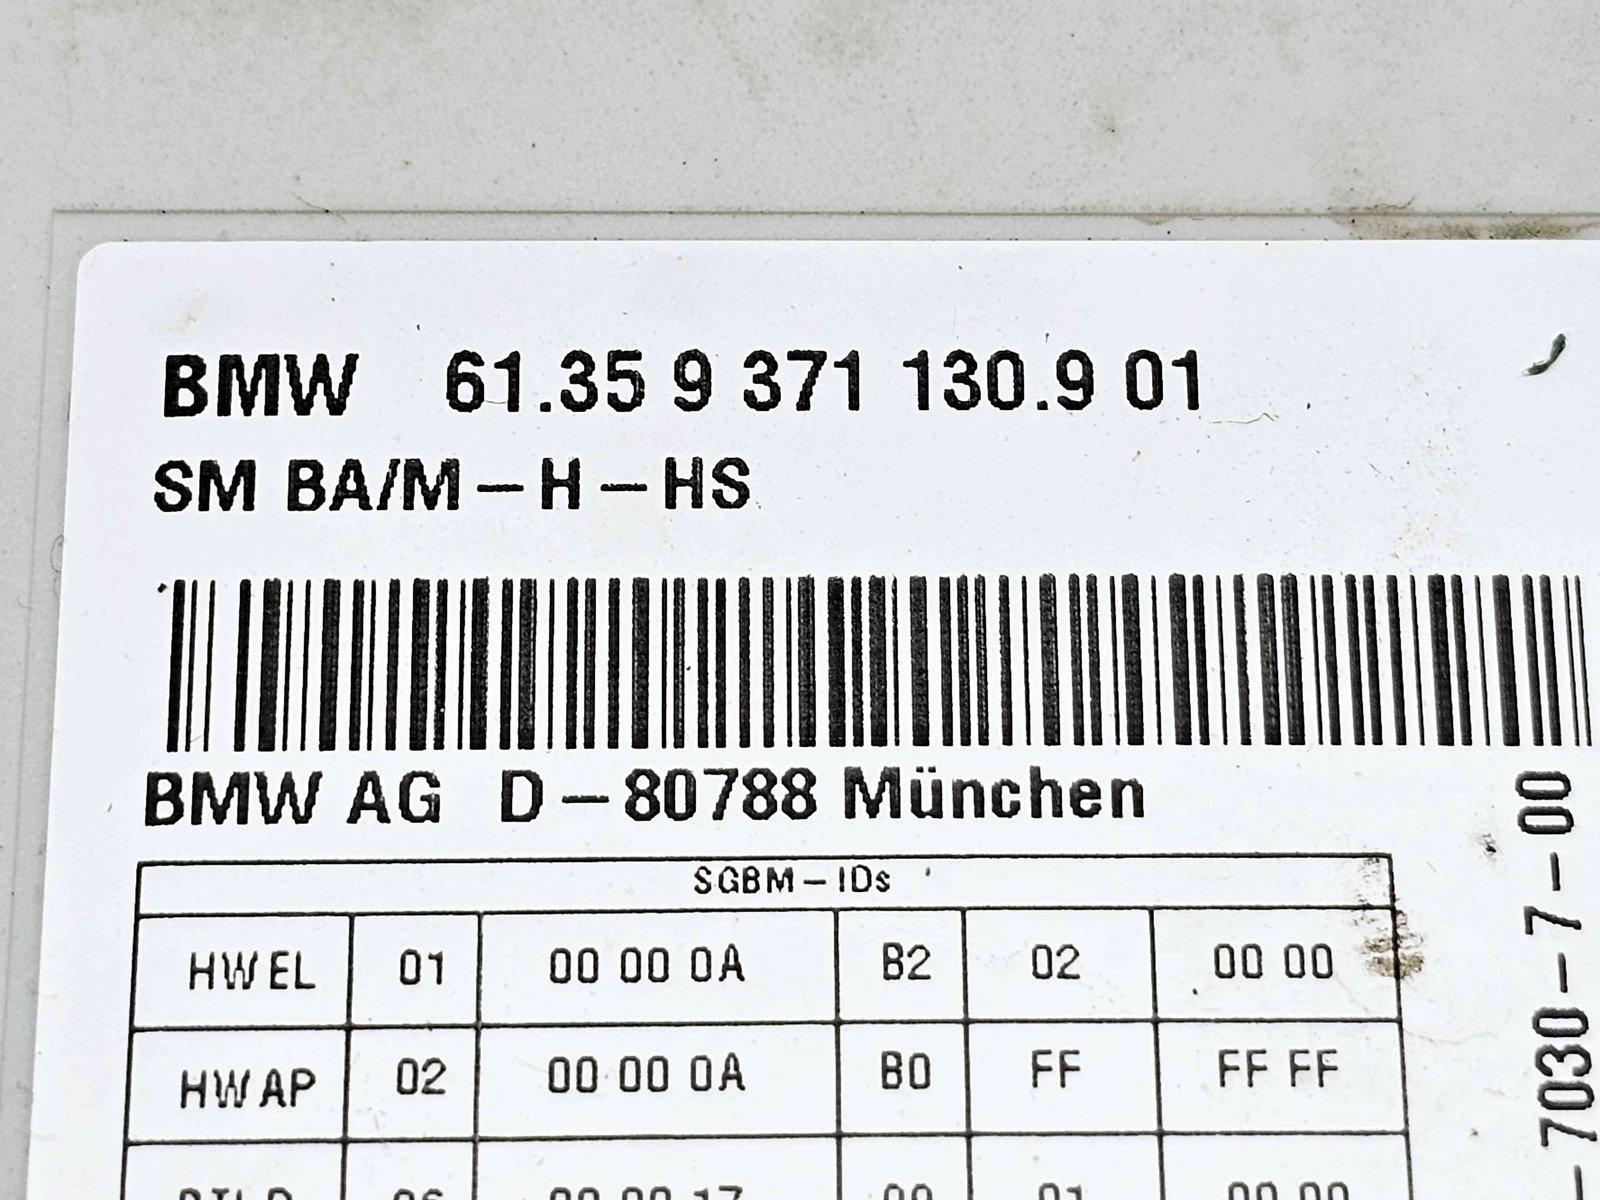 BMW 61.35 9 371 130.9 01
SM BA/M-H-HS
BMW AG D-80788 München
SGBM-IDs
HWEL 01 00 00 0A B2 02 00 00
HWAP 02 00 00 0A B0 FF FF FF
-7030-7-00